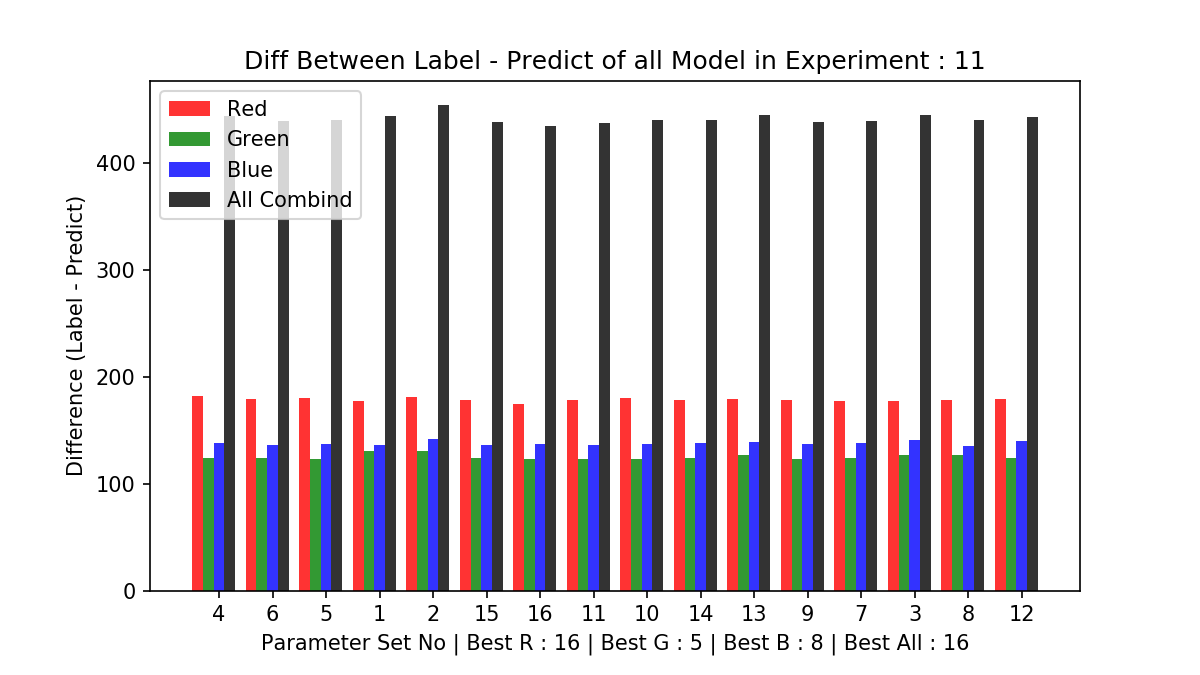 Diff Between Label - Predict of all Model in Experiment : 11
Red
Green
Blue
All Combind
Difference (Label - Predict)
400
300
200
100
0
4 6 5 1 2 15 16 11 10 14 13 9 7 3 8 12
Parameter Set No | Best R : 16 | Best G : 5 | Best B : 8 | Best All : 16